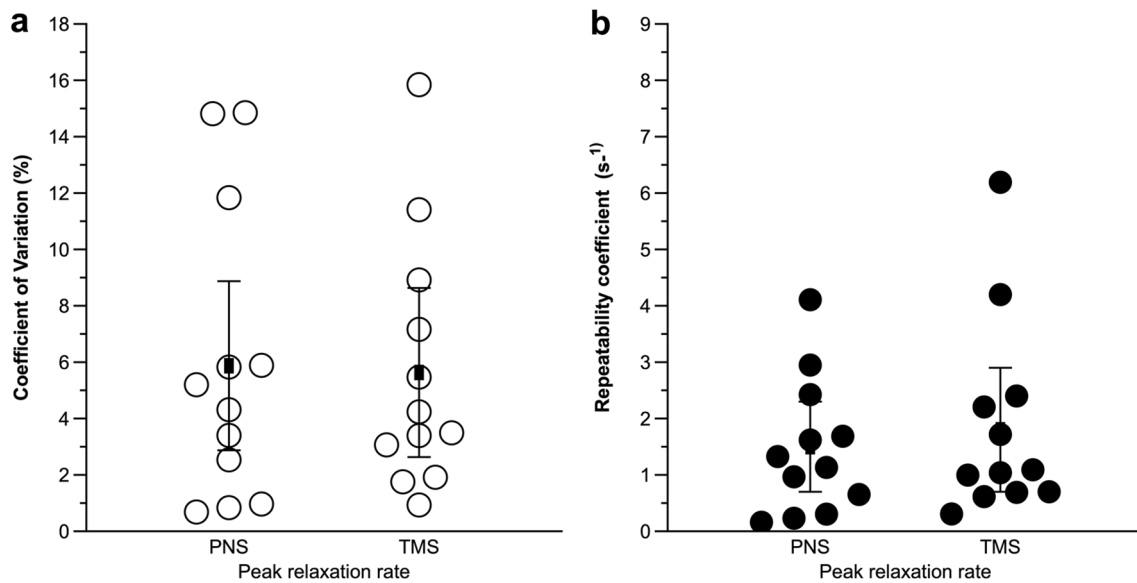 a
Coefficient of Variation (%)
18
16
14
12
10
8
6
4
2
0
PNS TMS
Peak relaxation rate
b
Repeatability coefficient (s-1)
9
8
7
6
5
4
3
2
1
0
PNS TMS
Peak relaxation rate